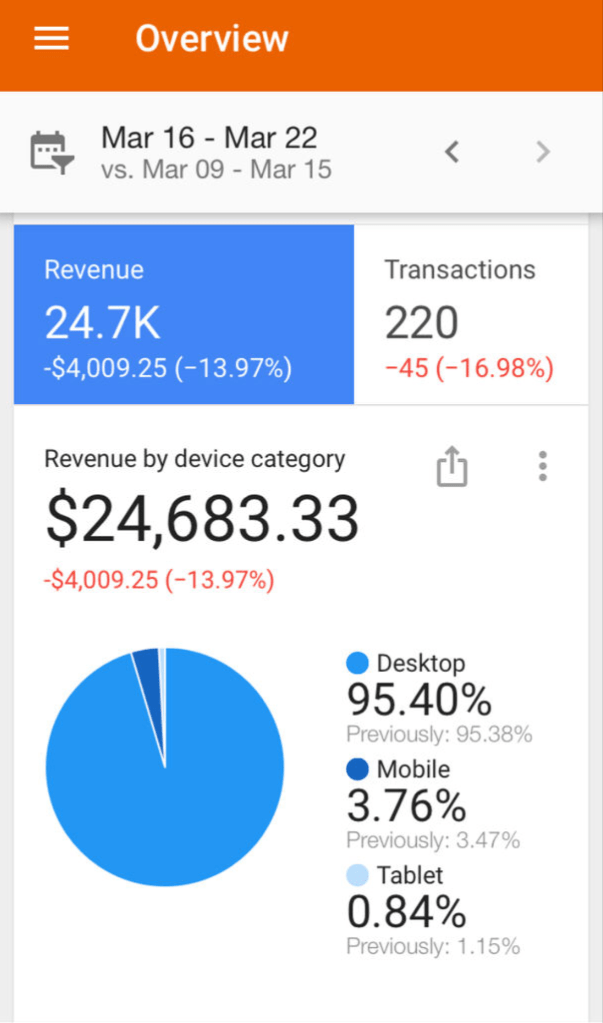 Overview
Mar 16 - Mar 22
vs. Mar 09 - Mar 15
Revenue
24.7K
-$4,009.25 (−13.97%)
Transactions
220
−45 (−16.98%)
Revenue by device category
$24,683.33
-$4,009.25 (−13.97%)
Desktop
95.40%
Previously: 95.38%
Mobile
3.76%
Previously: 3.47%
Tablet
0.84%
Previously: 1.15%